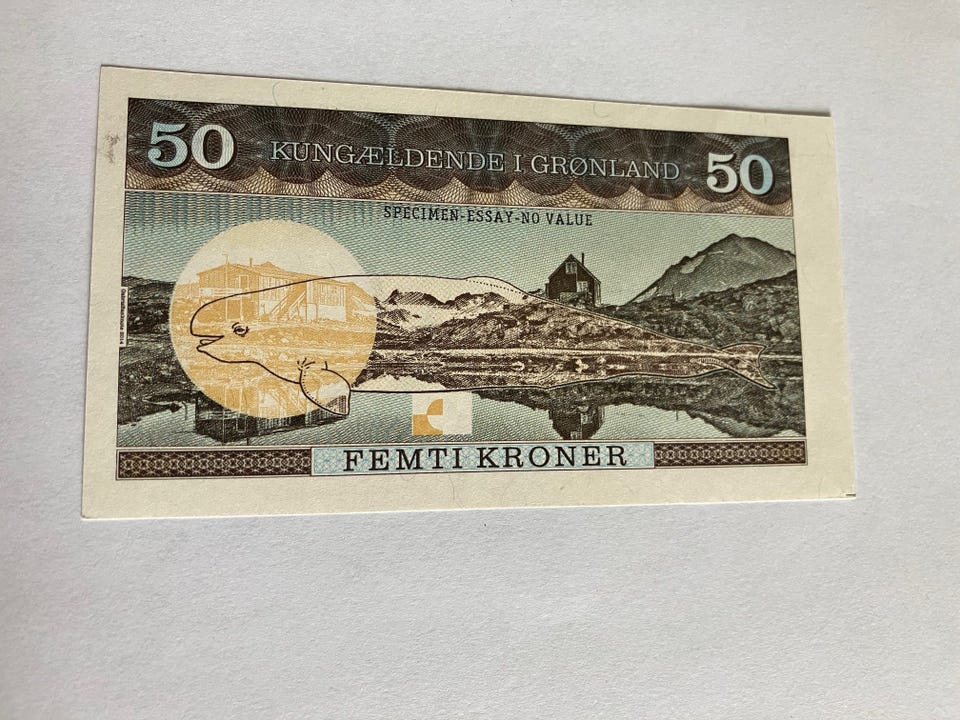 50 KUNGÆLDENDE I GRØNLAND 50
SPECIMEN-ESSAY-NO VALUE
FEMTI KRONER